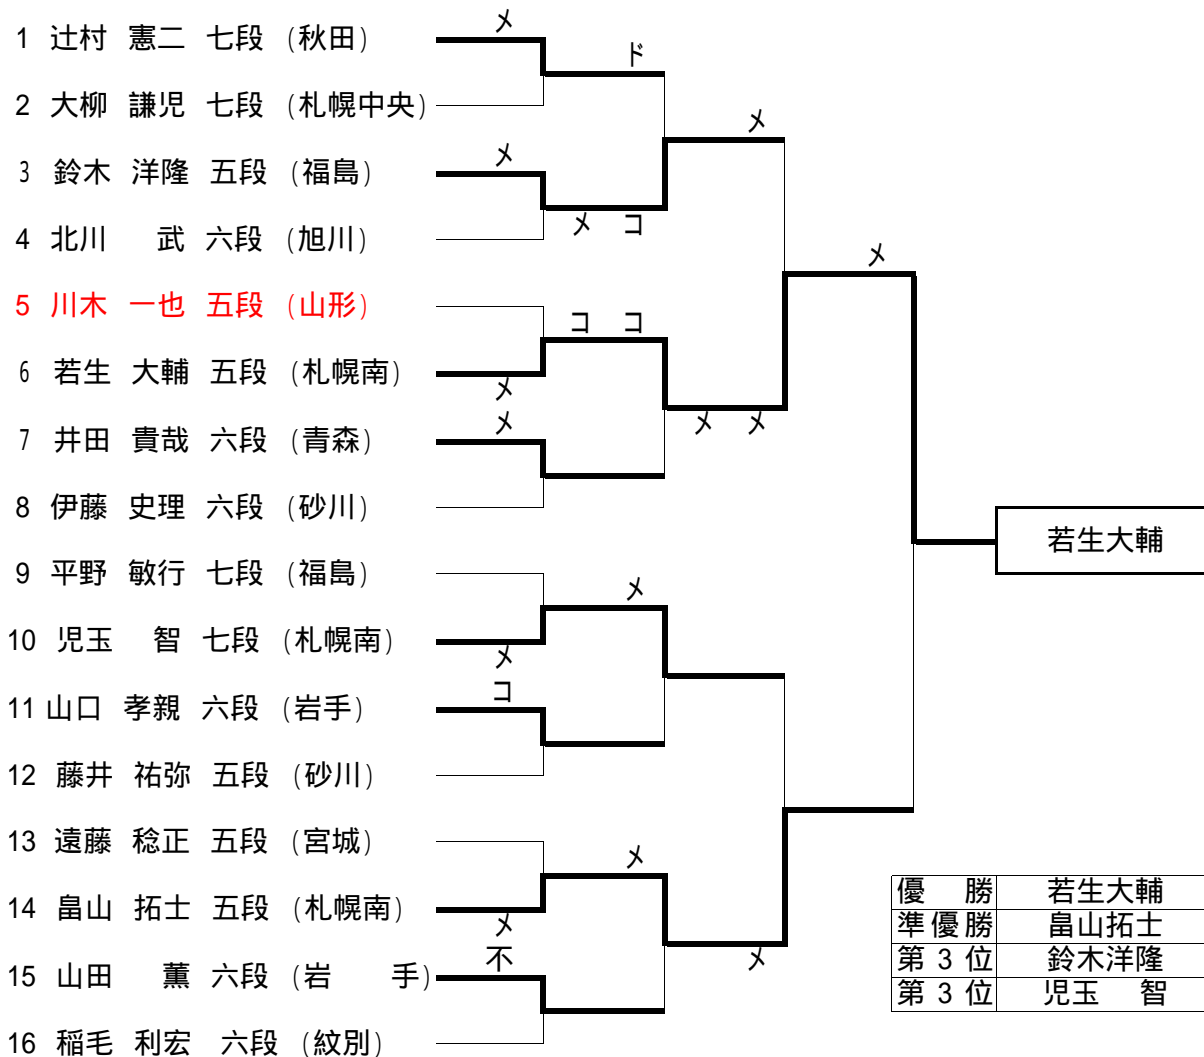 メ
1 辻村 憲二 七段 (秋田)
ド
2 大柳 謙児 七段 (札幌中央)
メ
メ
3 鈴木 洋隆 五段 (福島)
メ コ
4 北川 武 六段 (旭川)
メ
5 川木 一也 五段 (山形)
コ コ
6 若生 大輔 五段 (札幌南)
メ
メ
メ メ
7 井田 貴哉 六段 (青森)
8 伊藤 史理 六段 (砂川)
若生大輔
9 平野 敏行 七段 (福島)
メ
10 児玉 智 七段 (札幌南)
メ
コ
11 山口 孝親 六段 (岩手)
12 藤井 祐弥 五段 (砂川)
13 遠藤 稔正 五段 (宮城)
メ
14 畠山 拓士 五段 (札幌南)
メ
不
メ
15 山田 薫 六段 (岩 手)
16 稲毛 利宏 六段 (紋別)
優 勝 若生大輔
準優勝 畠山拓士
第3位 鈴木洋隆
第3位 児玉 智